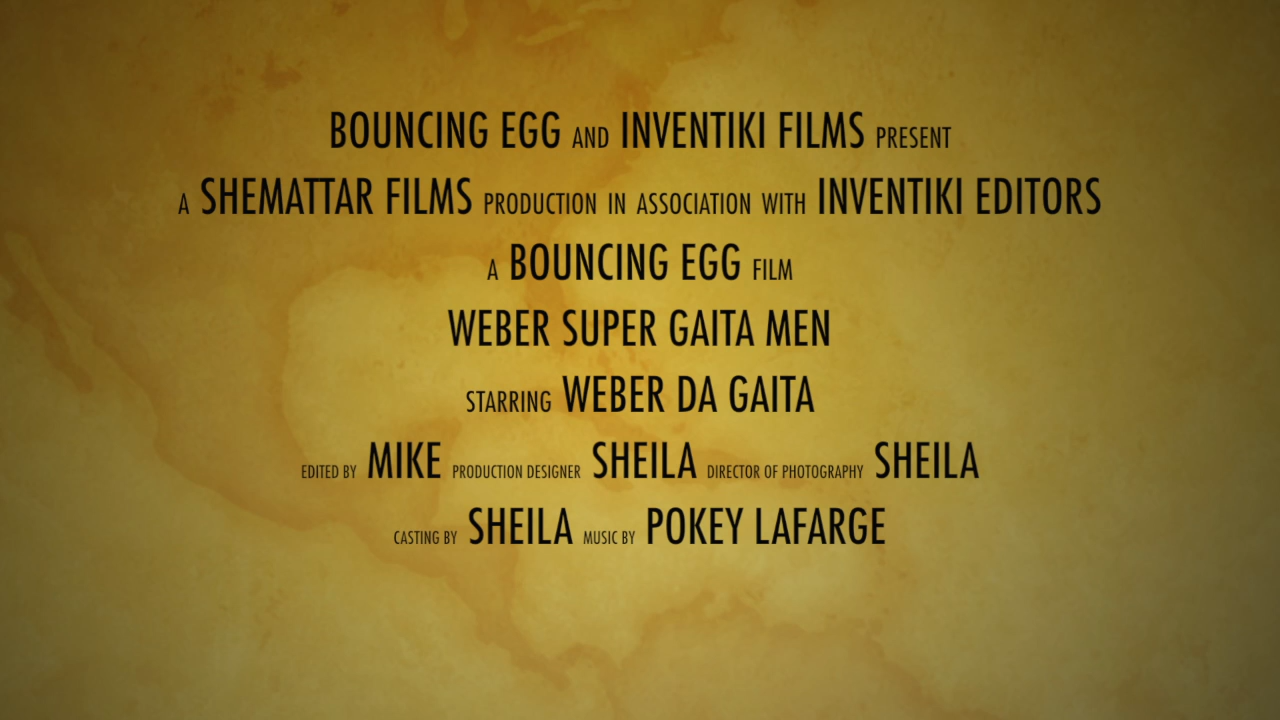 BOUNCING EGG AND INVENTIKI FILMS PRESENT
A SHEMATTAR FILMS PRODUCTION IN ASSOCIATION WITH INVENTIKI EDITORS
A BOUNCING EGG FILM
WEBER SUPER GAITA MEN
STARRING WEBER DA GAITA
EDITED BY MIKE PRODUCTION DESIGNER SHEILA DIRECTOR OF PHOTOGRAPHY SHEILA
CASTING BY SHEILA MUSIC BY POKEY LAFARGE